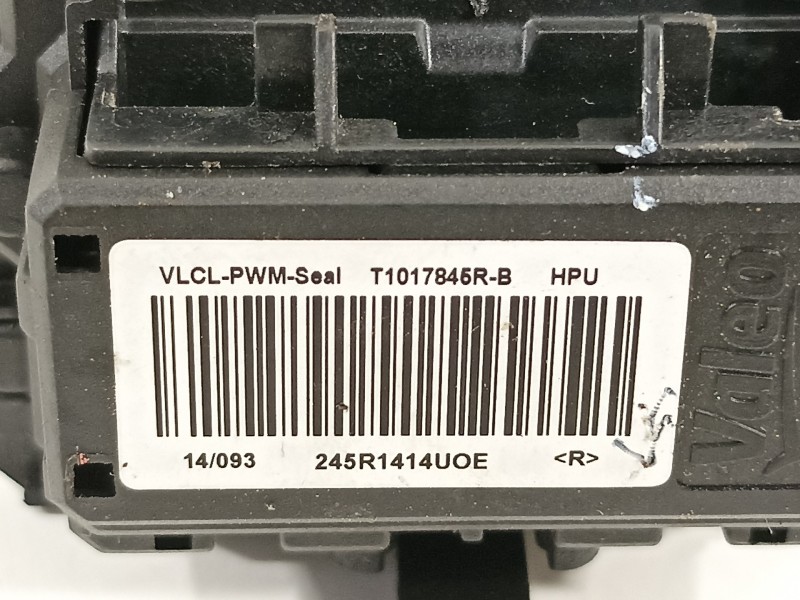 VLCL-PWM-Seal T1017845R-B HPU
14/093 245R1414UOE <R>
Valeo